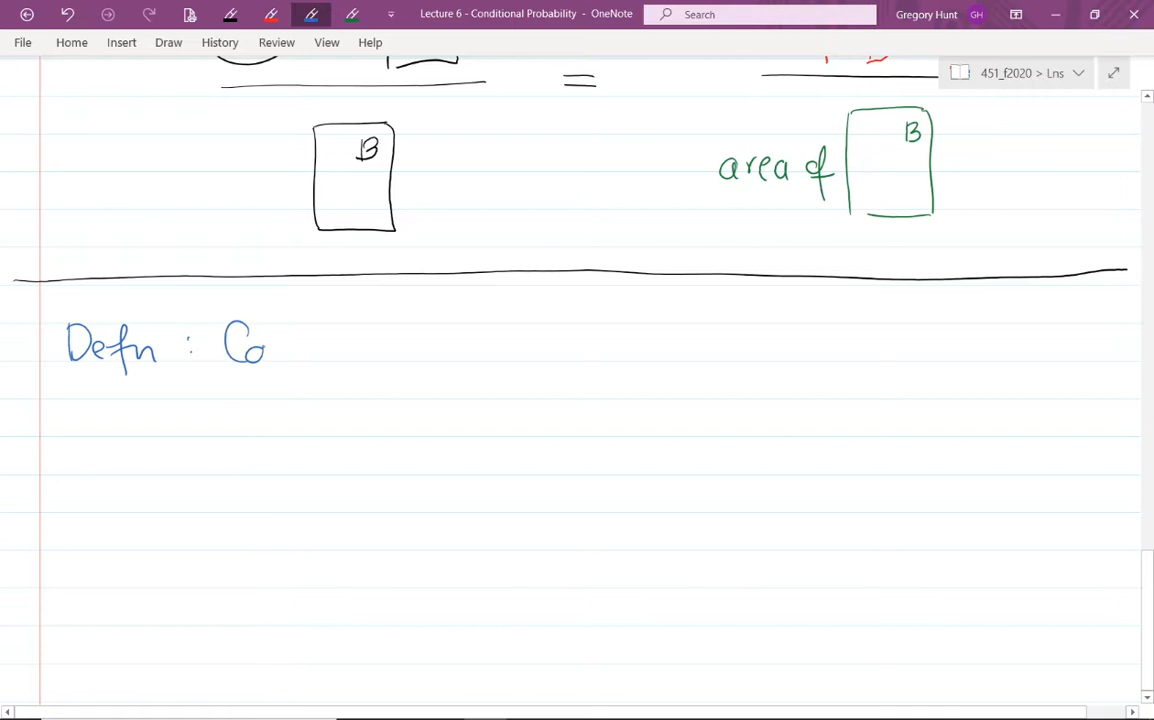 Lecture 6 - Conditional Probability - OneNote
Search
Gregory Hunt GH
File Home Insert Draw History Review View Help
451_f2020 > Lns
=
B
area of B
Defn : Co